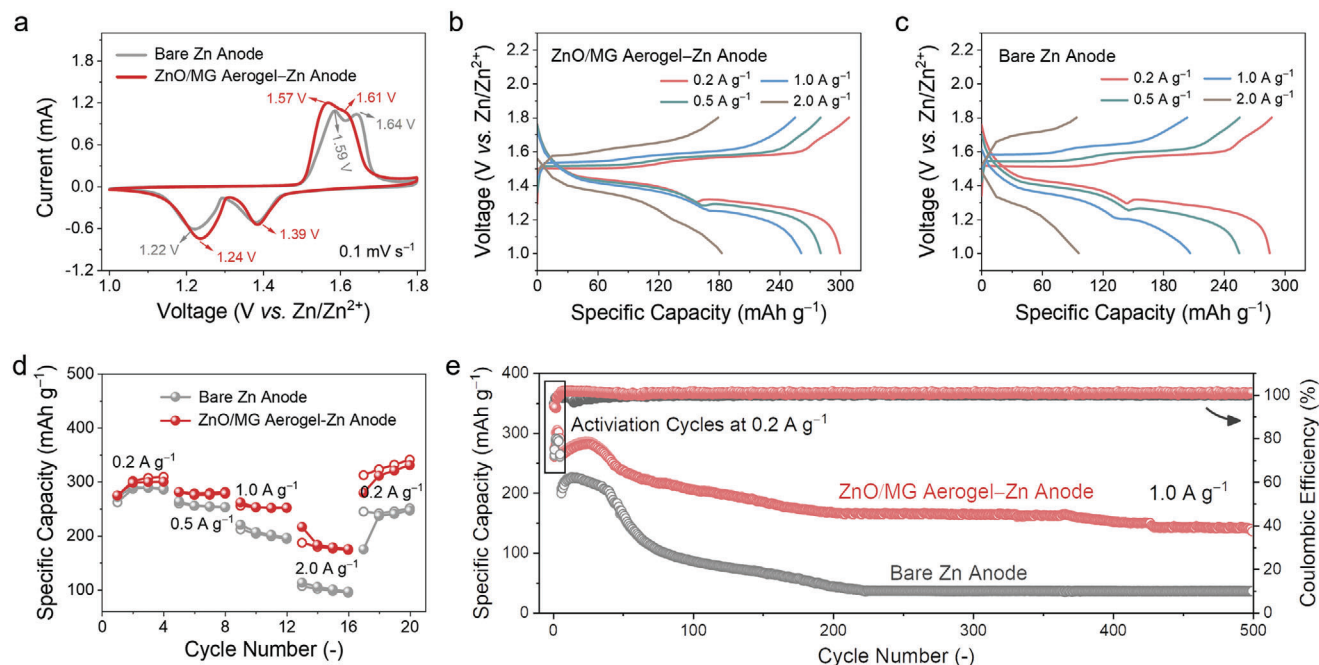 a
Bare Zn Anode
ZnO/MG Aerogel–Zn Anode
1.57 V
1.61 V
1.64 V
1.59 V
1.22 V
1.24 V
1.39 V
0.1 mV s⁻¹
Current (mA)
1.8
1.2
0.6
0.0
-0.6
-1.2
1.0 1.2 1.4 1.6 1.8
Voltage (V vs. Zn/Zn²⁺)
b
ZnO/MG Aerogel–Zn Anode
0.2 A g⁻¹ 1.0 A g⁻¹
0.5 A g⁻¹ 2.0 A g⁻¹
Voltage (V vs. Zn/Zn²⁺)
2.2
2.0
1.8
1.6
1.4
1.2
1.0
0 60 120 180 240 300
Specific Capacity (mAh g⁻¹)
c
Bare Zn Anode
0.2 A g⁻¹ 1.0 A g⁻¹
0.5 A g⁻¹ 2.0 A g⁻¹
Voltage (V vs. Zn/Zn²⁺)
2.2
2.0
1.8
1.6
1.4
1.2
1.0
0 60 120 180 240 300
Specific Capacity (mAh g⁻¹)
d
Bare Zn Anode
ZnO/MG Aerogel-Zn Anode
0.2 A g⁻¹
0.5 A g⁻¹
1.0 A g⁻¹
2.0 A g⁻¹
0.2 A g⁻¹
Specific Capacity (mAh g⁻¹)
500
400
300
200
100
0 4 8 12 16 20
Cycle Number (-)
e
Activiation Cycles at 0.2 A g⁻¹
ZnO/MG Aerogel–Zn Anode
1.0 A g⁻¹
Bare Zn Anode
Specific Capacity (mAh g⁻¹)
400
350
300
250
200
150
100
50
0
0 100 200 300 400 500
Cycle Number (-)
Coulombic Efficiency (%)
100
80
60
40
20
0